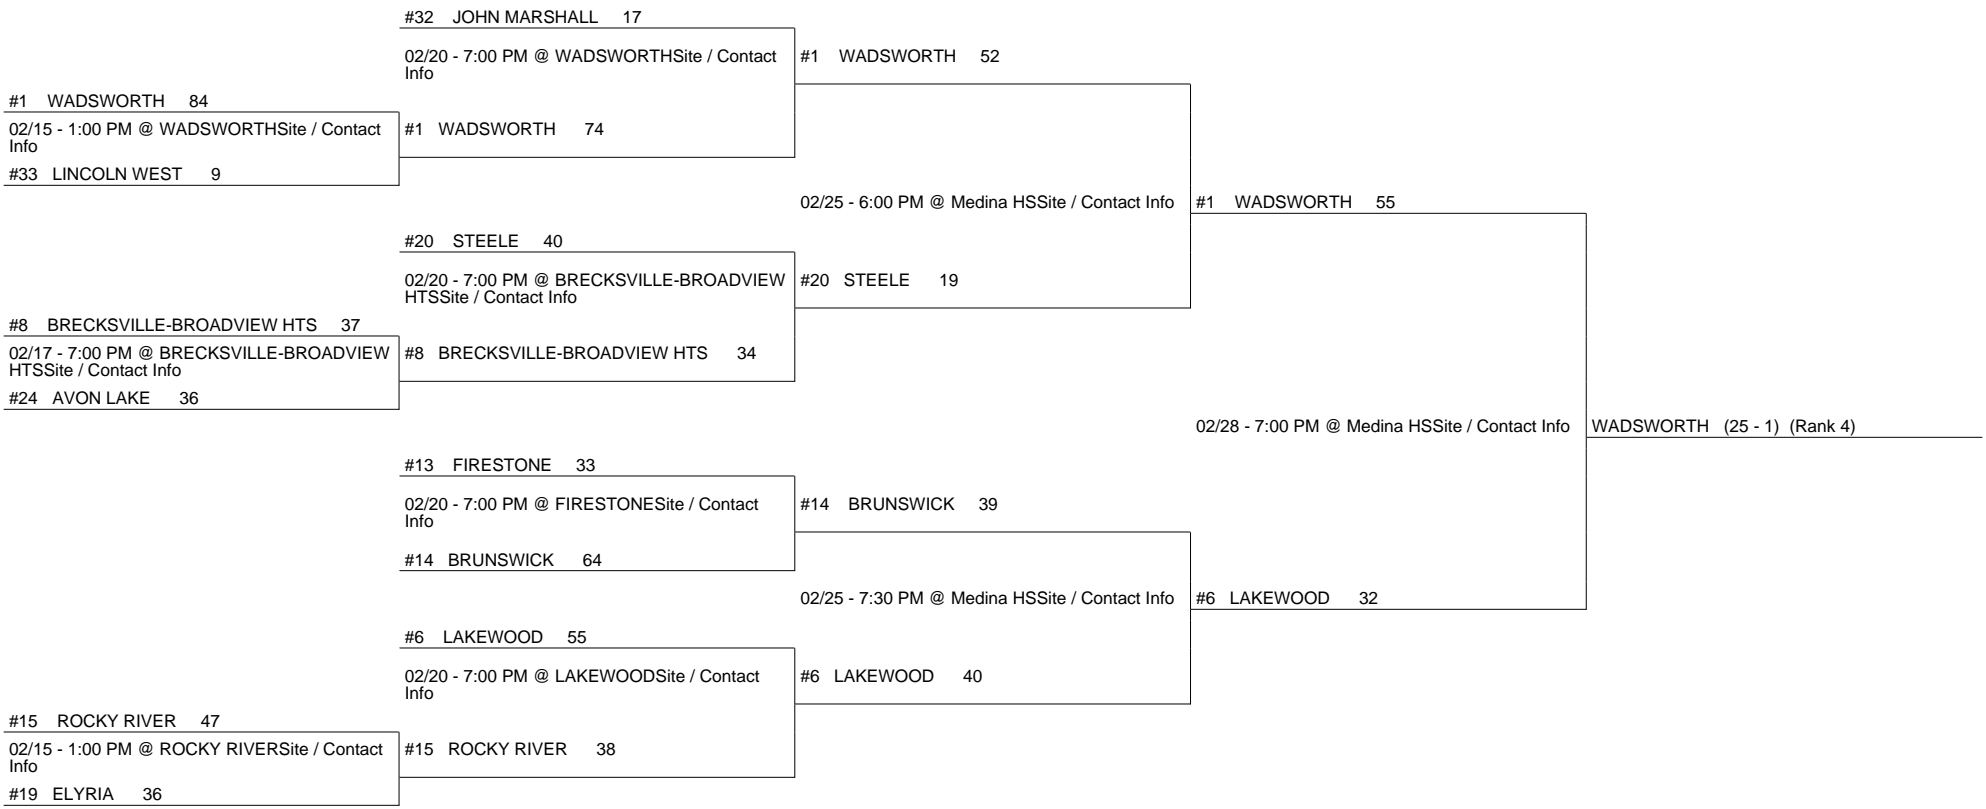 #32 JOHN MARSHALL 17
02/20 - 7:00 PM @ WADSWORTHSite / Contact
Info
#1 WADSWORTH 52
#1 WADSWORTH 84
02/15 - 1:00 PM @ WADSWORTHSite / Contact
Info
#1 WADSWORTH 74
#33 LINCOLN WEST 9
02/25 - 6:00 PM @ Medina HSSite / Contact Info
#1 WADSWORTH 55
#20 STEELE 40
02/20 - 7:00 PM @ BRECKSVILLE-BROADVIEW
HTSSite / Contact Info
#20 STEELE 19
#8 BRECKSVILLE-BROADVIEW HTS 37
02/17 - 7:00 PM @ BRECKSVILLE-BROADVIEW
HTSSite / Contact Info
#8 BRECKSVILLE-BROADVIEW HTS 34
#24 AVON LAKE 36
02/28 - 7:00 PM @ Medina HSSite / Contact Info
WADSWORTH (25 - 1) (Rank 4)
#13 FIRESTONE 33
02/20 - 7:00 PM @ FIRESTONESite / Contact
Info
#14 BRUNSWICK 39
#14 BRUNSWICK 64
02/25 - 7:30 PM @ Medina HSSite / Contact Info
#6 LAKEWOOD 32
#6 LAKEWOOD 55
02/20 - 7:00 PM @ LAKEWOODSite / Contact
Info
#6 LAKEWOOD 40
#15 ROCKY RIVER 47
02/15 - 1:00 PM @ ROCKY RIVERSite / Contact
Info
#15 ROCKY RIVER 38
#19 ELYRIA 36